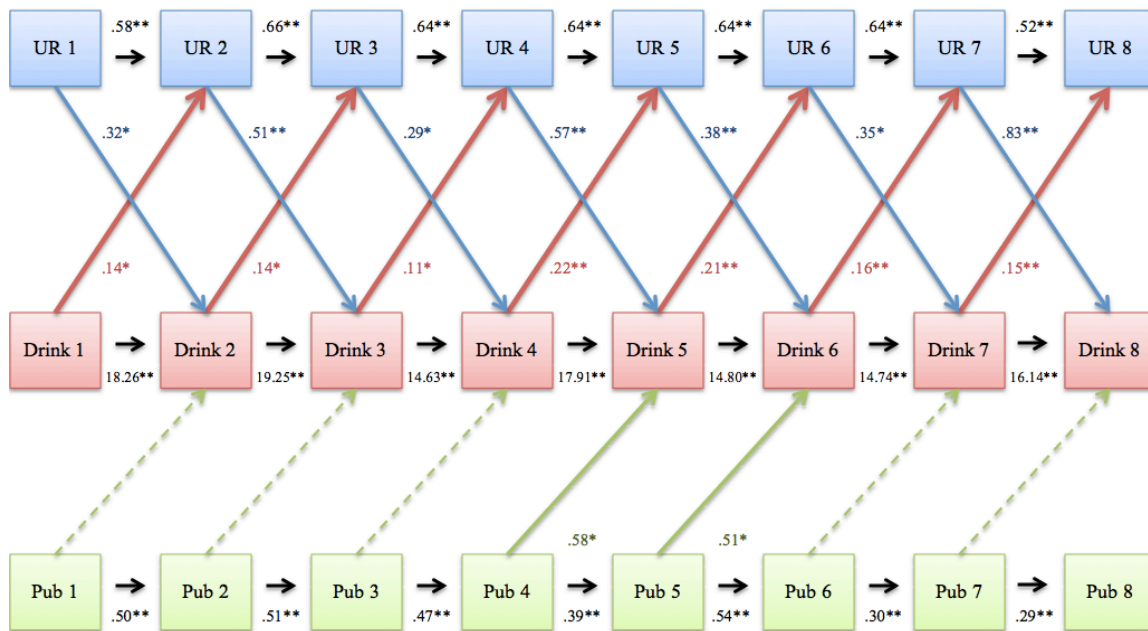 .58** .66** .64** .64** .64** .64** .52**
UR 1 UR 2 UR 3 UR 4 UR 5 UR 6 UR 7 UR 8
.32* .51** .29* .57** .38** .35* .83**
.14* .14* .11* .22** .21** .16** .15**
Drink 1 Drink 2 Drink 3 Drink 4 Drink 5 Drink 6 Drink 7 Drink 8
18.26** 19.25** 14.63** 17.91** 14.80** 14.74** 16.14**
.58* .51*
Pub 1 Pub 2 Pub 3 Pub 4 Pub 5 Pub 6 Pub 7 Pub 8
.50** .51** .47** .39** .54** .30** .29**